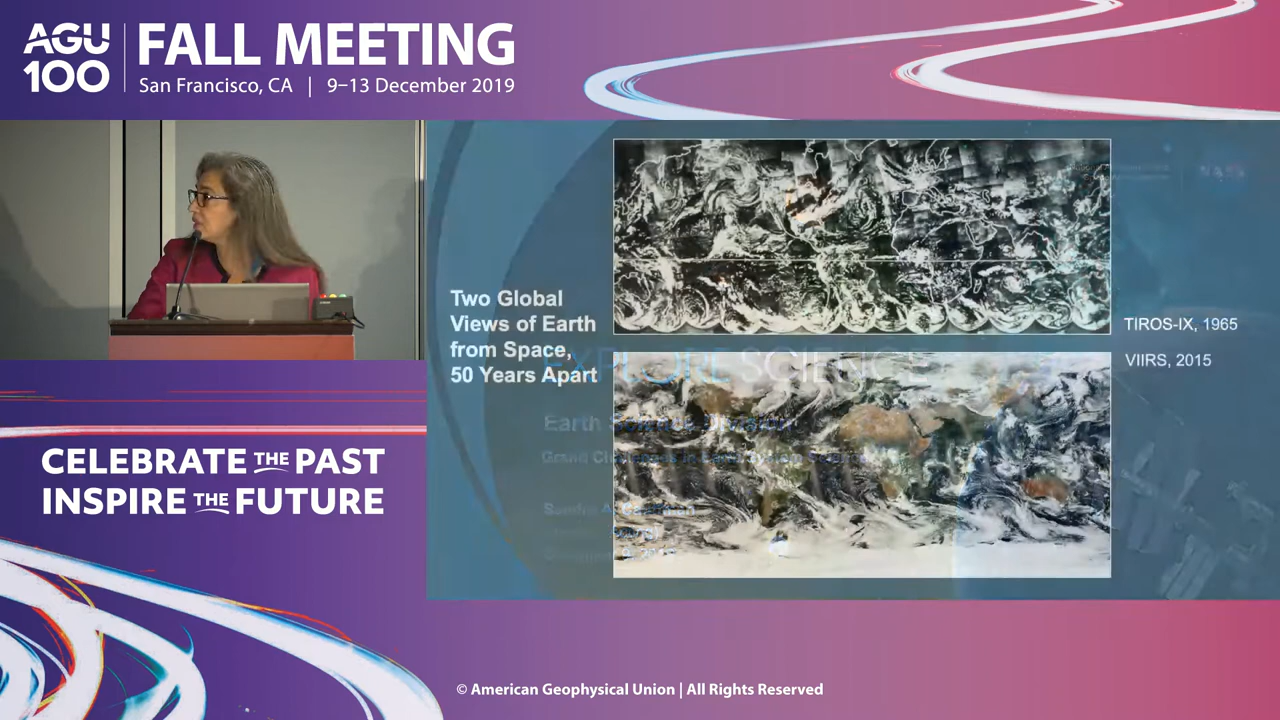 AGU
100
FALL MEETING
San Francisco, CA | 9–13 December 2019
Two Global
Views of Earth
from Space,
50 Years Apart
TIROS-IX, 1965
VIIRS, 2015
EXPLORE SCIENCE
Earth Science Division
CELEBRATE THE PAST
INSPIRE THE FUTURE
© American Geophysical Union | All Rights Reserved